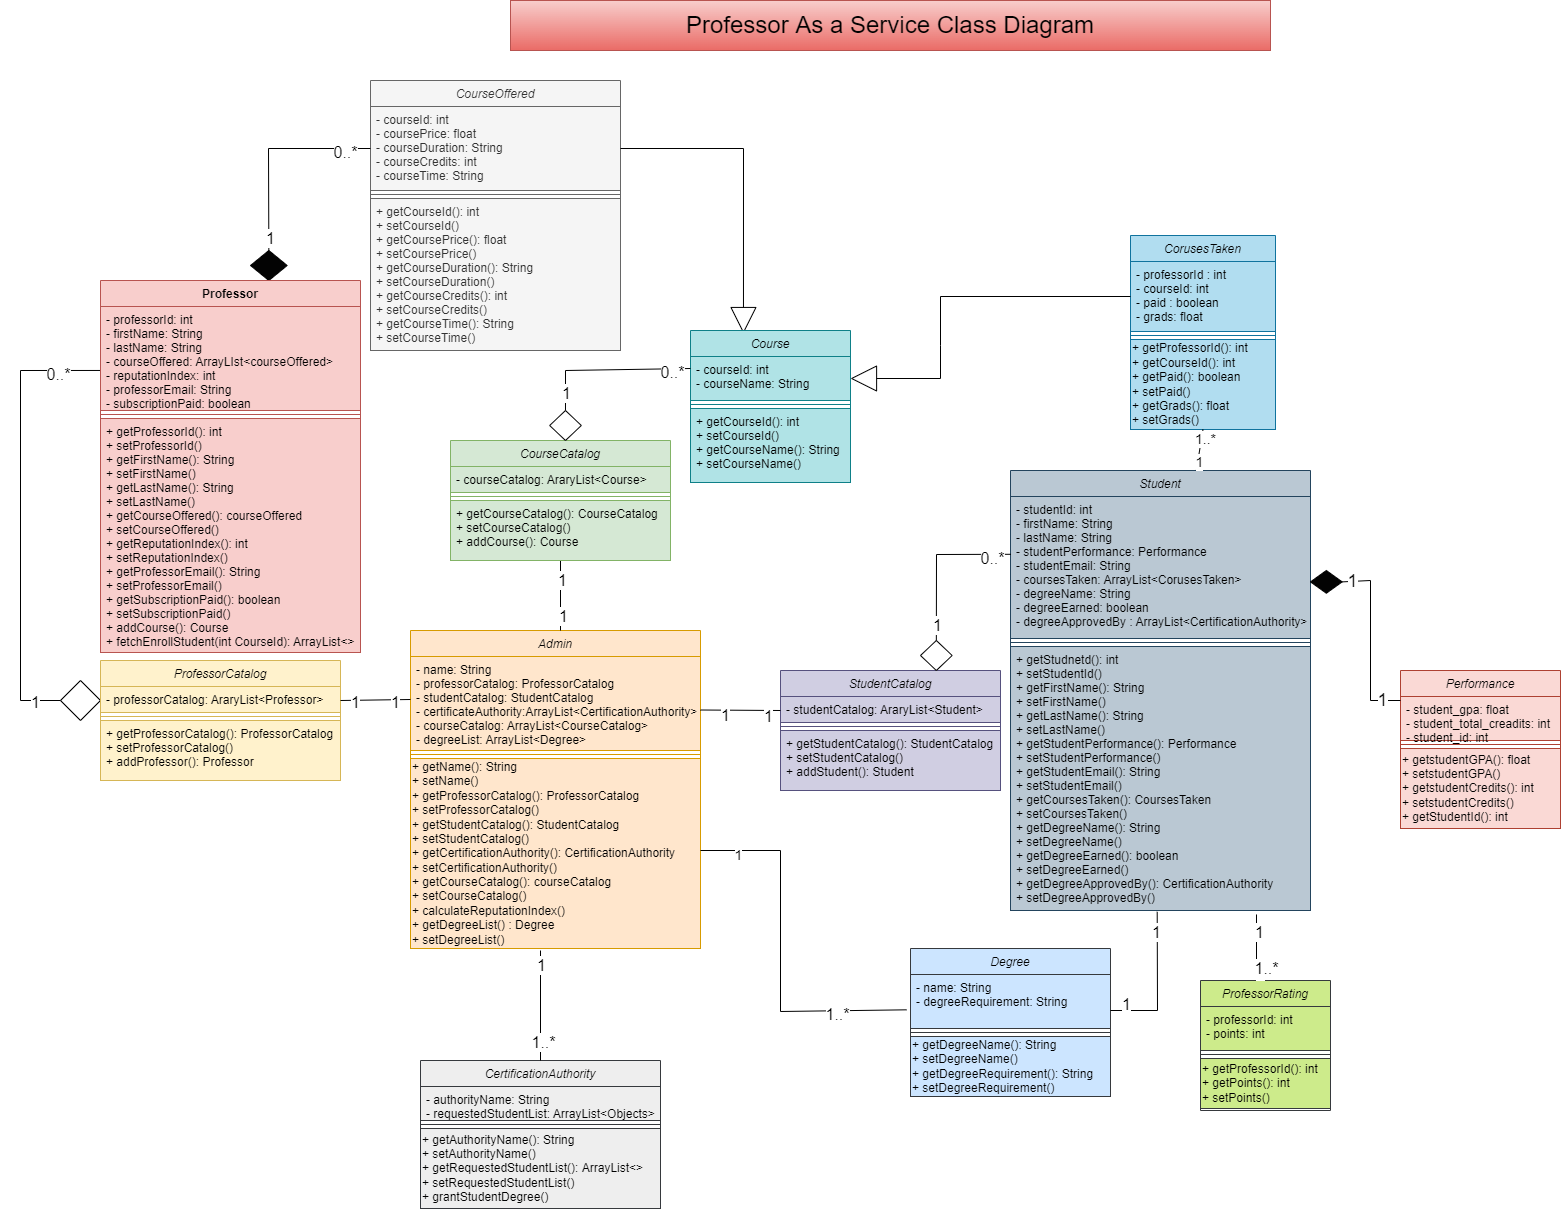 Professor As a Service Class Diagram
CourseOffered
- courseId: int
- coursePrice: float
- courseDuration: String
- courseCredits: int
- courseTime: String
+ getCourseId(): int
+ setCourseId()
+ getCoursePrice(): float
+ setCoursePrice()
+ getCourseDuration(): String
+ setCourseDuration()
+ getCourseCredits(): int
+ setCourseCredits()
+ getCourseTime(): String
+ setCourseTime()
0..*
1
Professor
- professorId: int
- firstName: String
- lastName: String
- courseOffered: ArrayLIst<courseOffered>
- reputationIndex: int
- professorEmail: String
- subscriptionPaid: boolean
+ getProfessorId(): int
+ setProfessorId()
+ getFirstName(): String
+ setFirstName()
+ getLastName(): String
+ setLastName()
+ getCourseOffered(): courseOffered
+ setCourseOffered()
+ getReputationIndex(): int
+ setReputationIndex()
+ getProfessorEmail(): String
+ setProfessorEmail()
+ getSubscriptionPaid(): boolean
+ setSubscriptionPaid()
+ addCourse(): Course
+ fetchEnrollStudent(int CourseId): ArrayList<>
0..*
1
ProfessorCatalog
- professorCatalog: AraryList<Professor>
+ getProfessorCatalog(): ProfessorCatalog
+ setProfessorCatalog()
+ addProfessor(): Professor
1
1
Course
- courseId: int
- courseName: String
+ getCourseId(): int
+ setCourseId()
+ getCourseName(): String
+ setCourseName()
0..*
1
CourseCatalog
- courseCatalog: AraryList<Course>
+ getCourseCatalog(): CourseCatalog
+ setCourseCatalog()
+ addCourse(): Course
1
1
Admin
- name: String
- professorCatalog: ProfessorCatalog
- studentCatalog: StudentCatalog
- certificateAuthority:ArrayList<CertificationAuthority>
- courseCatalog: ArrayList<CourseCatalog>
- degreeList: ArrayList<Degree>
+ getName(): String
+ setName()
+ getProfessorCatalog(): ProfessorCatalog
+ setProfessorCatalog()
+ getStudentCatalog(): StudentCatalog
+ setStudentCatalog()
+ getCertificationAuthority(): CertificationAuthority
+ setCertificationAuthority()
+ getCourseCatalog(): courseCatalog
+ setCourseCatalog()
+ calculateReputationIndex()
+ getDegreeList() : Degree
+ setDegreeList()
1
1
1
1..*
1
1..*
CertificationAuthority
- authorityName: String
- requestedStudentList: ArrayList<Objects>
+ getAuthorityName(): String
+ setAuthorityName()
+ getRequestedStudentList(): ArrayList<>
+ setRequestedStudentList()
+ grantStudentDegree()
StudentCatalog
- studentCatalog: AraryList<Student>
+ getStudentCatalog(): StudentCatalog
+ setStudentCatalog()
+ addStudent(): Student
0..*
1
CorusesTaken
- professorId : int
- courseId: int
- paid : boolean
- grads: float
+ getProfessorId(): int
+ getCourseId(): int
+ getPaid(): boolean
+ setPaid()
+ getGrads(): float
+ setGrads()
1..*
1
Student
- studentId: int
- firstName: String
- lastName: String
- studentPerformance: Performance
- studentEmail: String
- coursesTaken: ArrayList<CorusesTaken>
- degreeName: String
- degreeEarned: boolean
- degreeApprovedBy : ArrayList<CertificationAuthority>
+ getStudnetd(): int
+ setStudentId()
+ getFirstName(): String
+ setFirstName()
+ getLastName(): String
+ setLastName()
+ getStudentPerformance(): Performance
+ setStudentPerformance()
+ getStudentEmail(): String
+ setStudentEmail()
+ getCoursesTaken(): CoursesTaken
+ setCoursesTaken()
+ getDegreeName(): String
+ setDegreeName()
+ getDegreeEarned(): boolean
+ setDegreeEarned()
+ getDegreeApprovedBy(): CertificationAuthority
+ setDegreeApprovedBy()
1
1
Performance
- student_gpa: float
- student_total_creadits: int
- student_id: int
+ getstudentGPA(): float
+ setstudentGPA()
+ getstudentCredits(): int
+ setstudentCredits()
+ getStudentId(): int
1
1
Degree
- name: String
- degreeRequirement: String
+ getDegreeName(): String
+ setDegreeName()
+ getDegreeRequirement(): String
+ setDegreeRequirement()
1
1..*
ProfessorRating
- professorId: int
- points: int
+ getProfessorId(): int
+ getPoints(): int
+ setPoints()